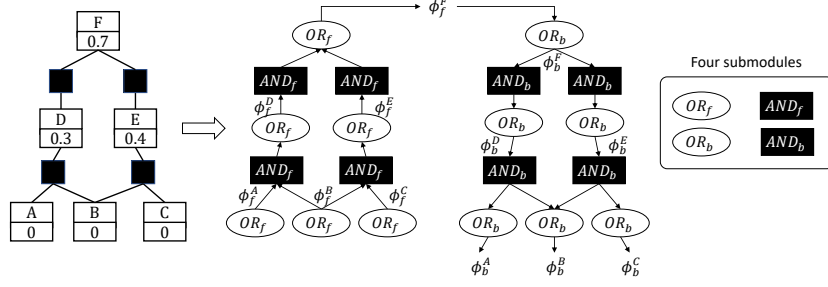 F
0.7
D
0.3
E
0.4
A
0
B
0
C
0
ϕ_f^F
OR_f
AND_f AND_f
ϕ_f^D ϕ_f^E
OR_f OR_f
AND_f AND_f
ϕ_f^A ϕ_f^B ϕ_f^C
OR_f OR_f OR_f
OR_b
ϕ_b^F
AND_b AND_b
OR_b OR_b
ϕ_b^D ϕ_b^E
AND_b AND_b
OR_b OR_b OR_b
ϕ_b^A ϕ_b^B ϕ_b^C
Four submodules
OR_f AND_f
OR_b AND_b